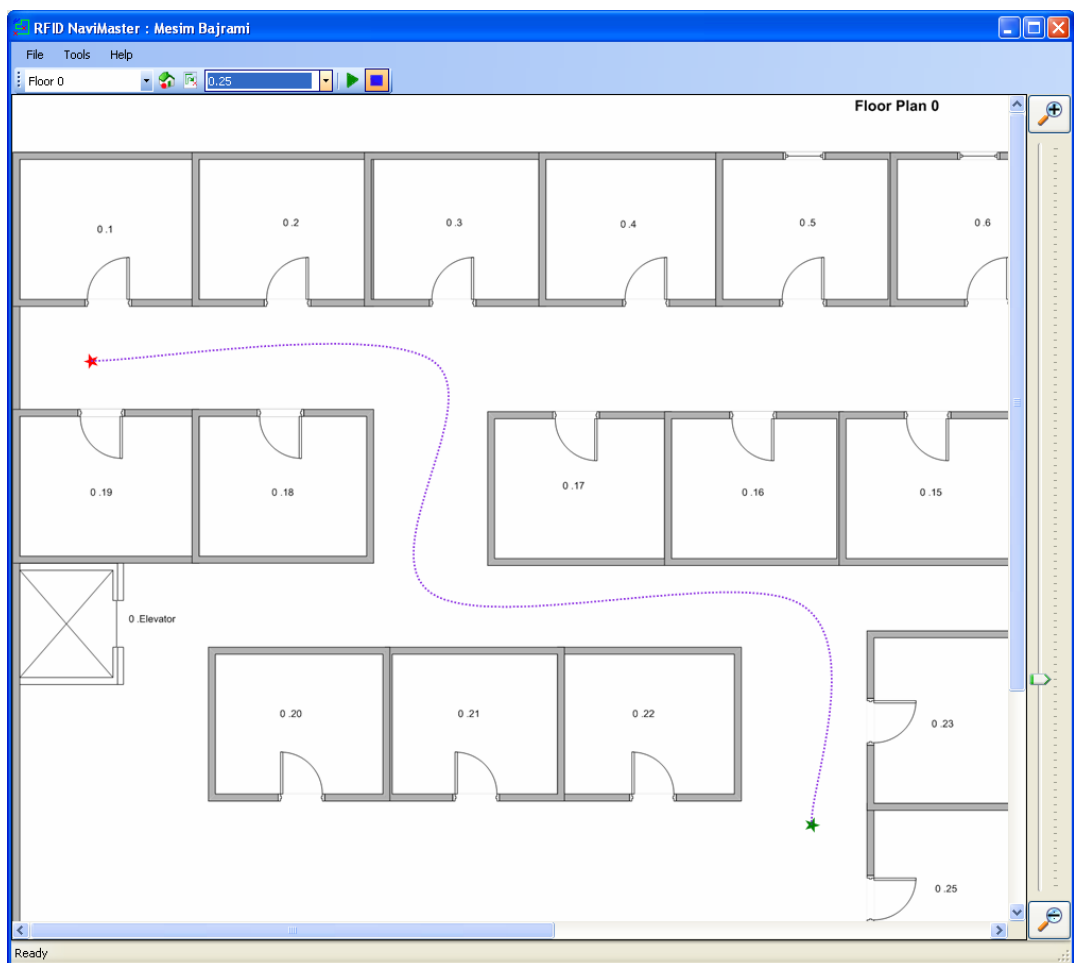 RFID NaviMaster : Mesim Bajrami
File Tools Help
Floor 0 0.25
Floor Plan 0
0 .1 0 .2 0 .3 0 .4 0 .5 0 .6
0 .19 0 .18 0 .17 0 .16 0 .15
0 .Elevator
0 .20 0 .21 0 .22 0 .23
0 .25
Ready